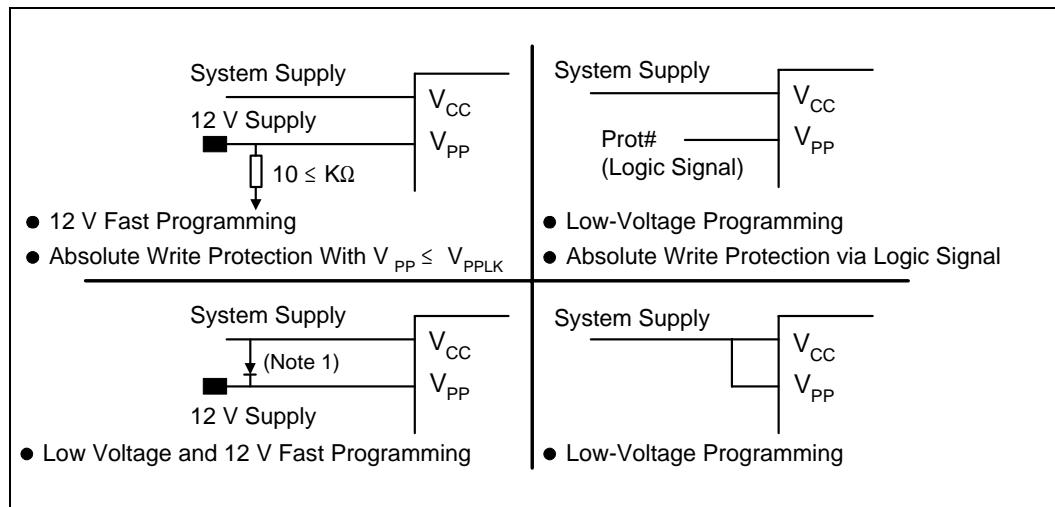 System Supply
V_CC
12 V Supply
V_PP
10 ≤ KΩ
● 12 V Fast Programming
● Absolute Write Protection With V_PP ≤ V_PPLK
System Supply
V_CC
Prot#
V_PP
(Logic Signal)
● Low-Voltage Programming
● Absolute Write Protection via Logic Signal
System Supply
V_CC
(Note 1)
V_PP
12 V Supply
● Low Voltage and 12 V Fast Programming
System Supply
V_CC
V_PP
● Low-Voltage Programming